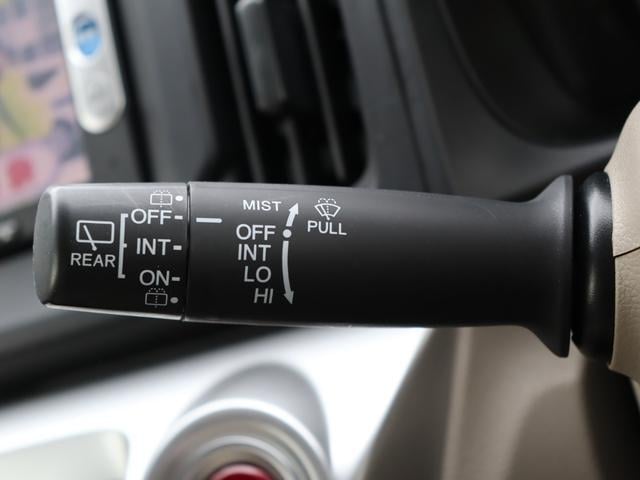 REAR
OFF
INT
ON
MIST
OFF
INT
LO
HI
PULL